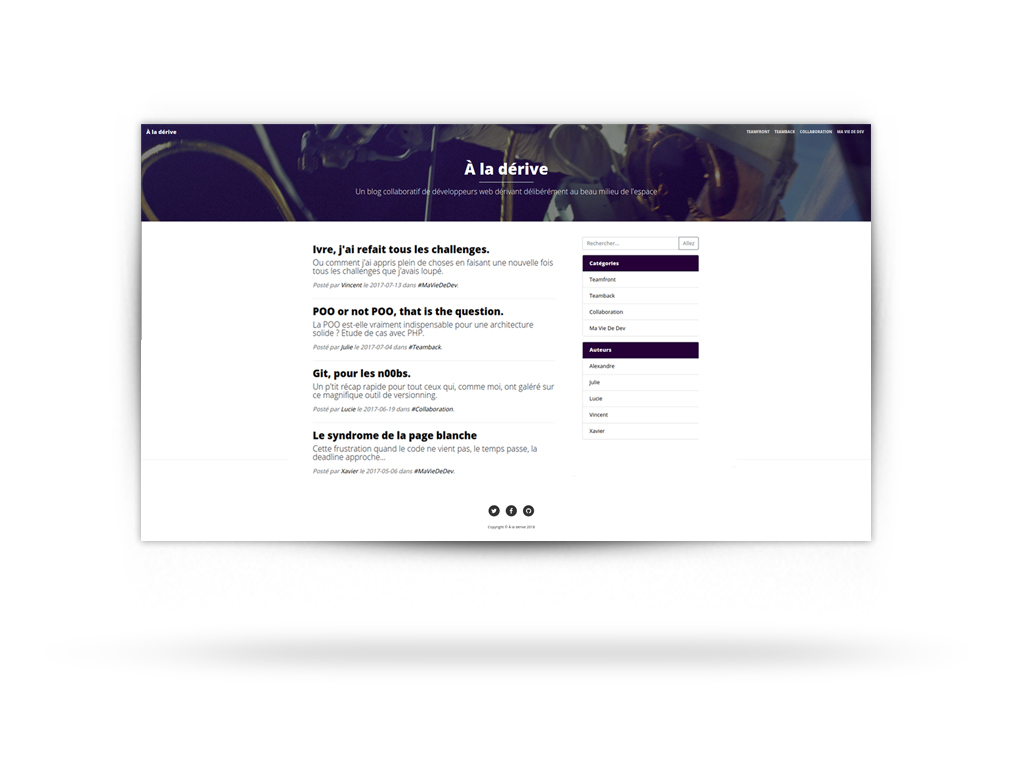 À la dérive
TEAMFRONT TEAMBACK COLLABORATION MA VIE DE DEV
À la dérive
Un blog collaboratif de développeurs web dérivant délibérément au beau milieu de l'espace
Ivre, j'ai refait tous les challenges.
Ou comment j'ai appris plein de choses en faisant une nouvelle fois
tous les challenges que j'avais loupé.
Posté par Vincent le 2017-07-13 dans #MaVieDeDev.
POO or not POO, that is the question.
La POO est-elle vraiment indispensable pour une architecture
solide ? Etude de cas avec PHP.
Posté par Julie le 2017-07-04 dans #Teamback.
Git, pour les n00bs.
Un p'tit récap rapide pour tout ceux qui, comme moi, ont galéré sur
ce magnifique outil de versionning.
Posté par Lucie le 2017-06-19 dans #Collaboration.
Le syndrome de la page blanche
Cette frustration quand le code ne vient pas, le temps passe, la
deadline approche...
Posté par Xavier le 2017-05-06 dans #MaVieDeDev.
Rechercher... Allez
Catégories
Teamfront
Teamback
Collaboration
Ma Vie De Dev
Auteurs
Alexandre
Julie
Lucie
Vincent
Xavier
Copyright © À la dérive 2018